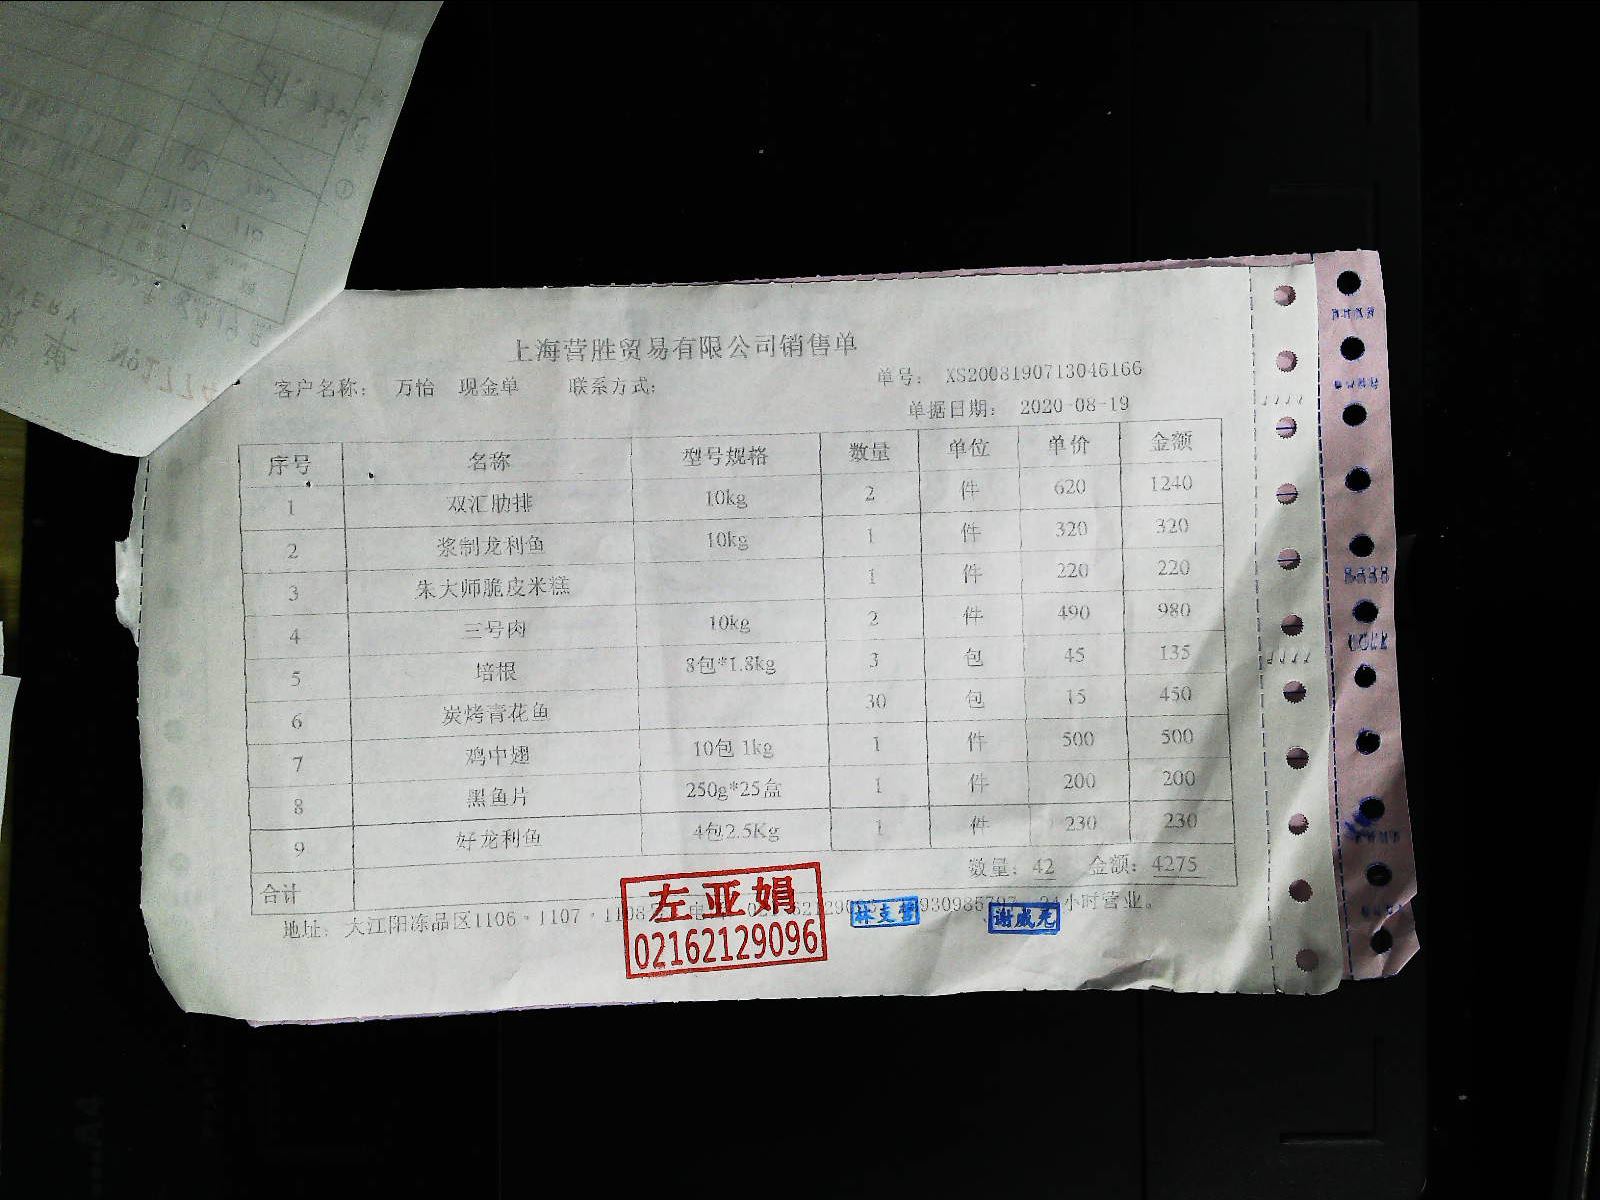 上海营胜贸易有限公司销售单
客户名称： 万怡 现金单 联系方式： 单号： XS2008190713046166
单据日期： 2020-08-19
序号 名称 型号规格 数量 单位 单价 金额
1 双汇肋排 10kg 2 件 620 1240
2 浆制龙利鱼 10kg 1 件 320 320
3 朱大师脆皮米糕 1 件 220 220
4 三号肉 10kg 2 件 490 980
5 培根 8包*1.8kg 3 包 45 135
6 炭烤青花鱼 30 包 15 450
7 鸡中翅 10包 1kg 1 件 500 500
8 黑鱼片 250g*25盒 1 件 200 200
9 好龙利鱼 4包2.5Kg 1 件 230 230
合计 数量：42 金额：4275
地址： 大江阳冻品区1106·1107·1108 小时营业。
左亚娟
02162129096